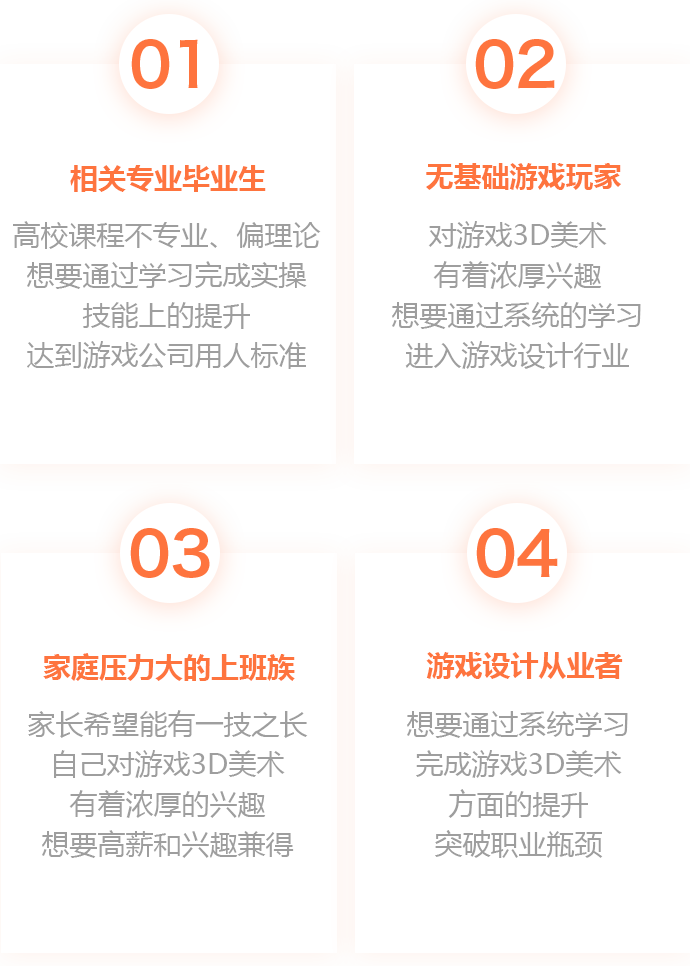 01
相关专业毕业生
高校课程不专业、偏理论
想要通过学习完成实操
技能上的提升
达到游戏公司用人标准
02
无基础游戏玩家
对游戏3D美术
有着浓厚兴趣
想要通过系统的学习
进入游戏设计行业
03
家庭压力大的上班族
家长希望能有一技之长
自己对游戏3D美术
有着浓厚的兴趣
想要高薪和兴趣兼得
04
游戏设计从业者
想要通过系统学习
完成游戏3D美术
方面的提升
突破职业瓶颈